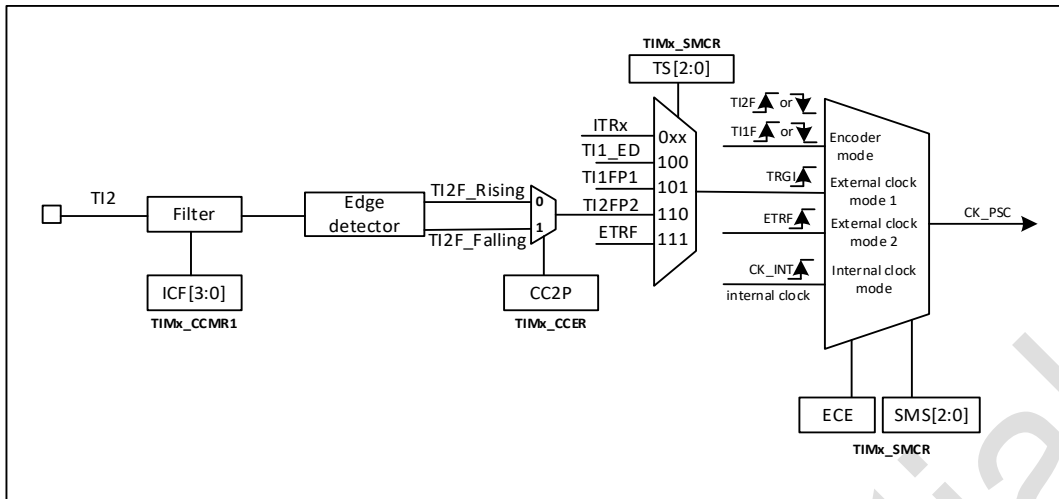 TIMx_SMCR
TS[2:0]
TI2F or
TI1F or
Encoder
mode
ITRx
0xx
TI1_ED
100
TI1FP1
101
TRGI
External clock
mode 1
TI2
Filter
Edge
detector
TI2F_Rising
0
TI2F_Falling
1
TI2FP2
110
ETRF
111
ETRF
External clock
mode 2
CK_PSC
CK_INT
Internal clock
mode
internal clock
ICF[3:0]
TIMx_CCMR1
CC2P
TIMx_CCER
ECE
SMS[2:0]
TIMx_SMCR